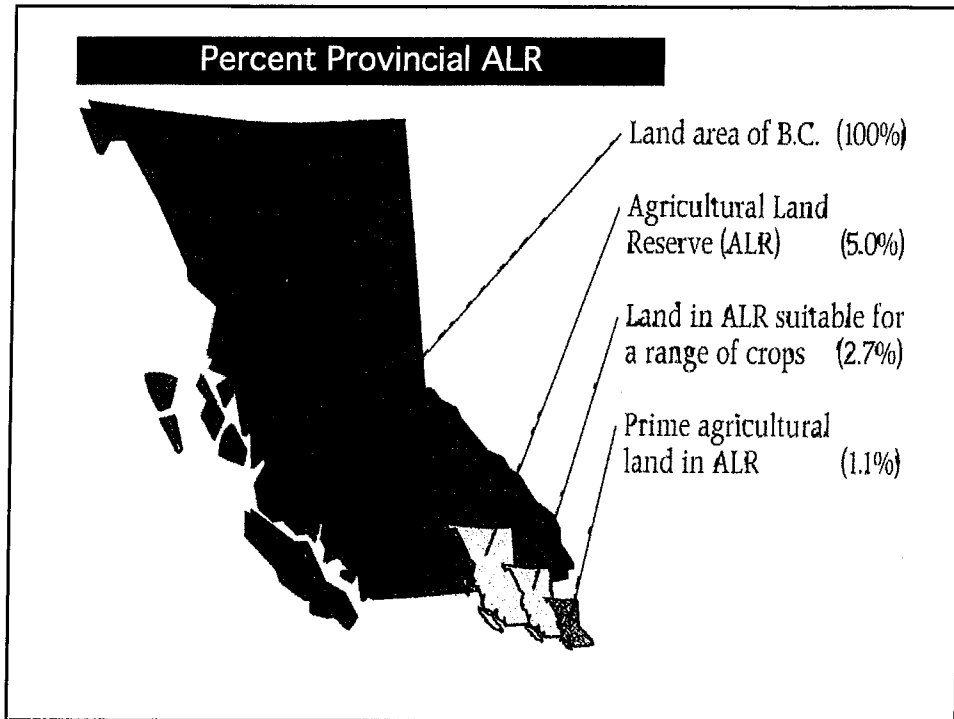 Percent Provincial ALR
Land area of B.C. (100%)
Agricultural Land
Reserve (ALR) (5.0%)
Land in ALR suitable for
a range of crops (2.7%)
Prime agricultural
land in ALR (1.1%)